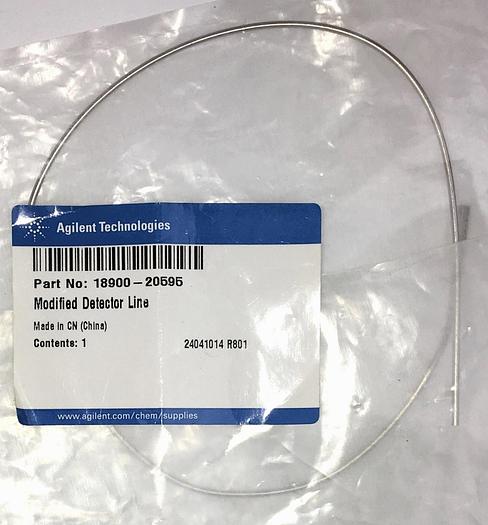 Agilent Technologies
Part No: 18900-20595
Modified Detector Line
Made in CN (China)
Contents: 1
24041014 R801
www.agilent.com/chem/supplies